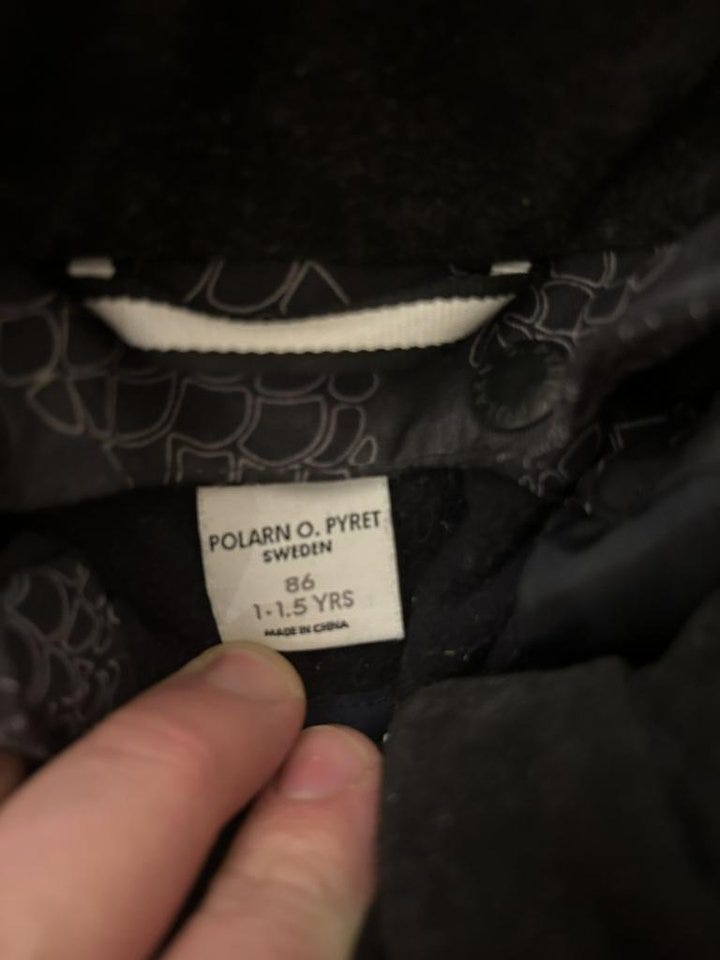 POLARN O. PYRET
SWEDEN
86
1-1.5 YRS
MADE IN CHINA